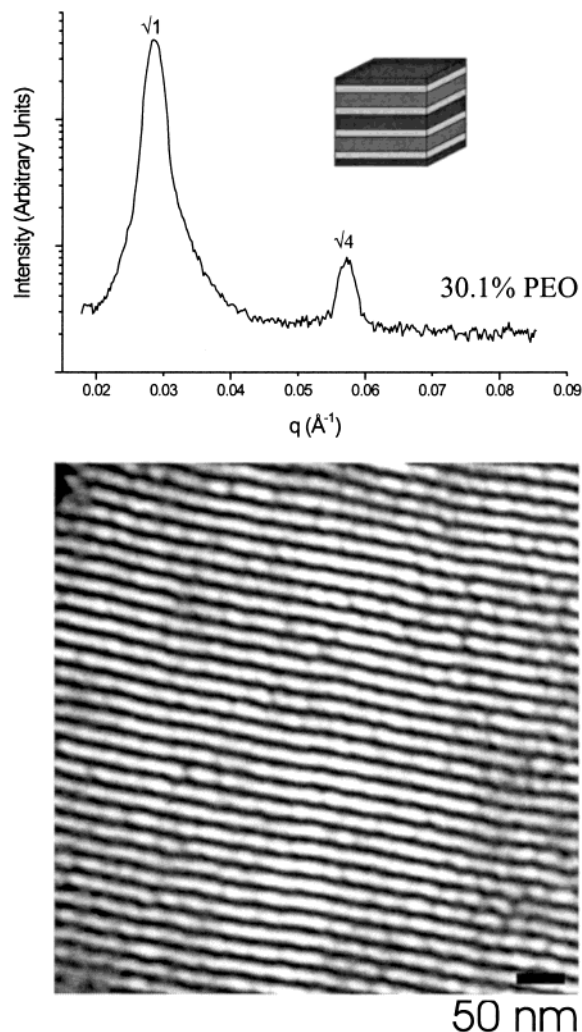 √1
√4
Intensity (Arbitrary Units)
30.1% PEO
0.02 0.03 0.04 0.05 0.06 0.07 0.08 0.09
q (Å⁻¹)
50 nm